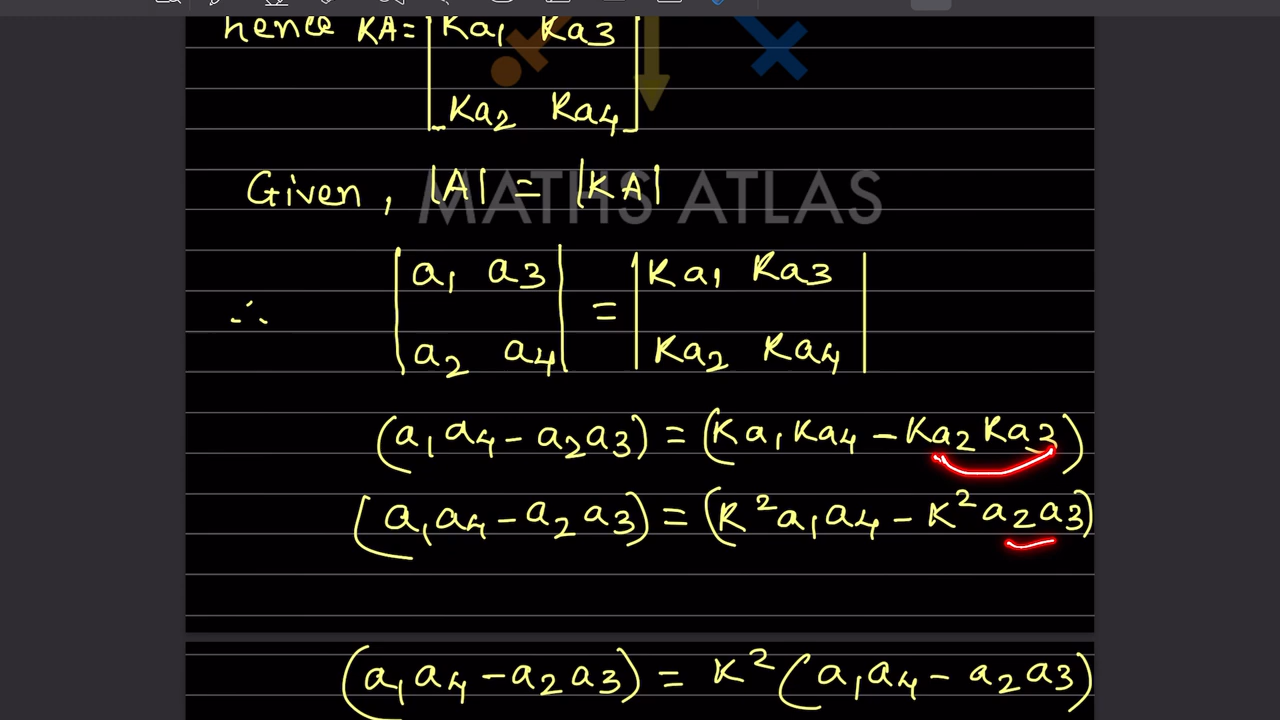 hence KA = [Ka₁ Ka₃
Ka₂ Ka₄]
Given, |A| = |KA|
MATHS ATLAS
∴ |a₁ a₃| = |Ka₁ Ka₃|
|a₂ a₄| |Ka₂ Ka₄|
(a₁a₄ - a₂a₃) = (Ka₁Ka₄ - Ka₂Ka₃)
(a₁a₄ - a₂a₃) = (K²a₁a₄ - K²a₂a₃)
(a₁a₄ - a₂a₃) = K²(a₁a₄ - a₂a₃)